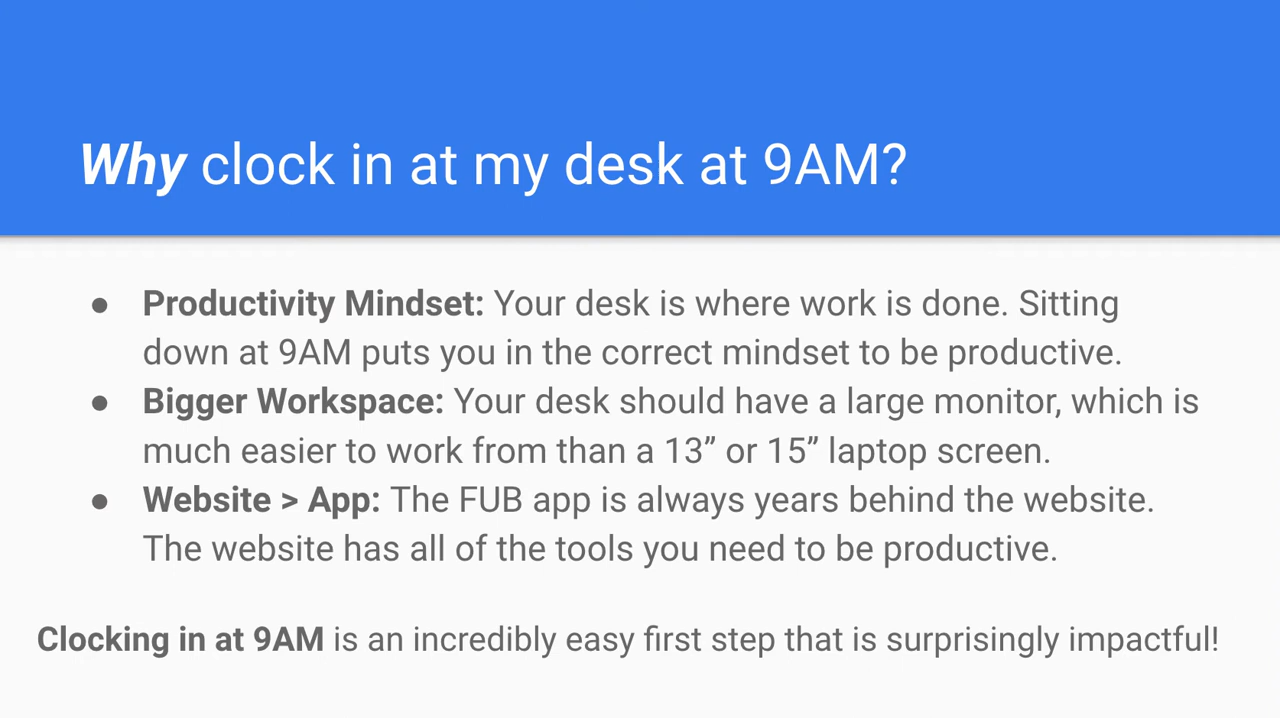 Why clock in at my desk at 9AM?
● Productivity Mindset: Your desk is where work is done. Sitting
down at 9AM puts you in the correct mindset to be productive.
● Bigger Workspace: Your desk should have a large monitor, which is
much easier to work from than a 13” or 15” laptop screen.
● Website > App: The FUB app is always years behind the website.
The website has all of the tools you need to be productive.
Clocking in at 9AM is an incredibly easy first step that is surprisingly impactful!